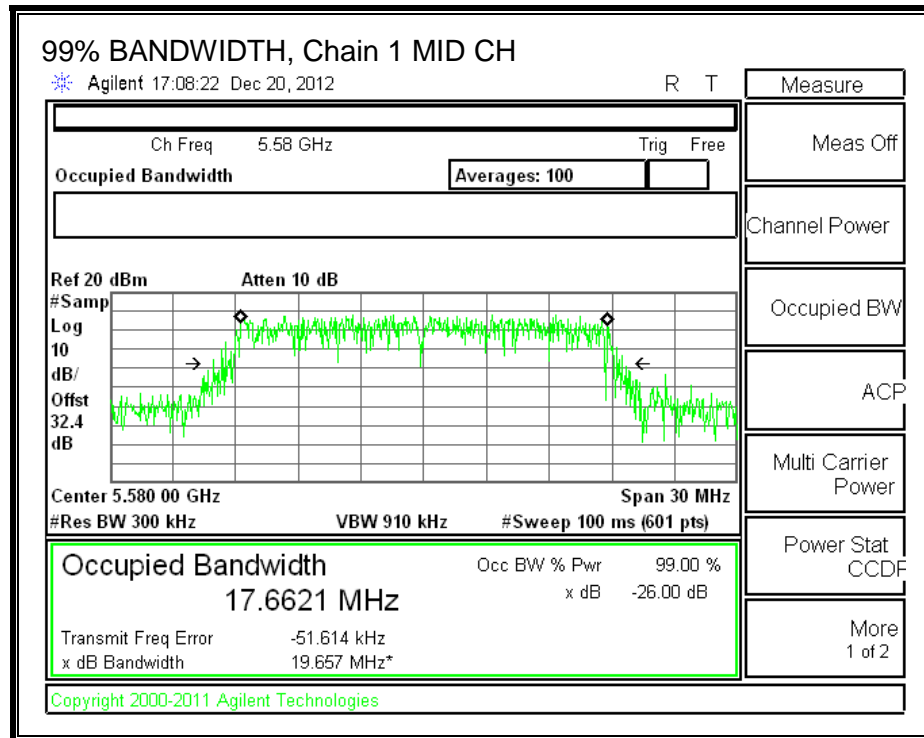 99% BANDWIDTH, Chain 1 MID CH
Agilent 17:08:22 Dec 20, 2012 R T
Measure
Ch Freq 5.58 GHz Trig Free
Meas Off
Occupied Bandwidth Averages: 100
Channel Power
Ref 20 dBm Atten 10 dB
#Samp
Log
10
dB/
Offst
32.4
dB
Occupied BW
ACP
Multi Carrier
Power
Center 5.580 00 GHz Span 30 MHz
#Res BW 300 kHz VBW 910 kHz #Sweep 100 ms (601 pts)
Power Stat
CCDF
Occupied Bandwidth Occ BW % Pwr 99.00 %
17.6621 MHz x dB -26.00 dB
Transmit Freq Error -51.614 kHz
x dB Bandwidth 19.657 MHz*
More
1 of 2
Copyright 2000-2011 Agilent Technologies